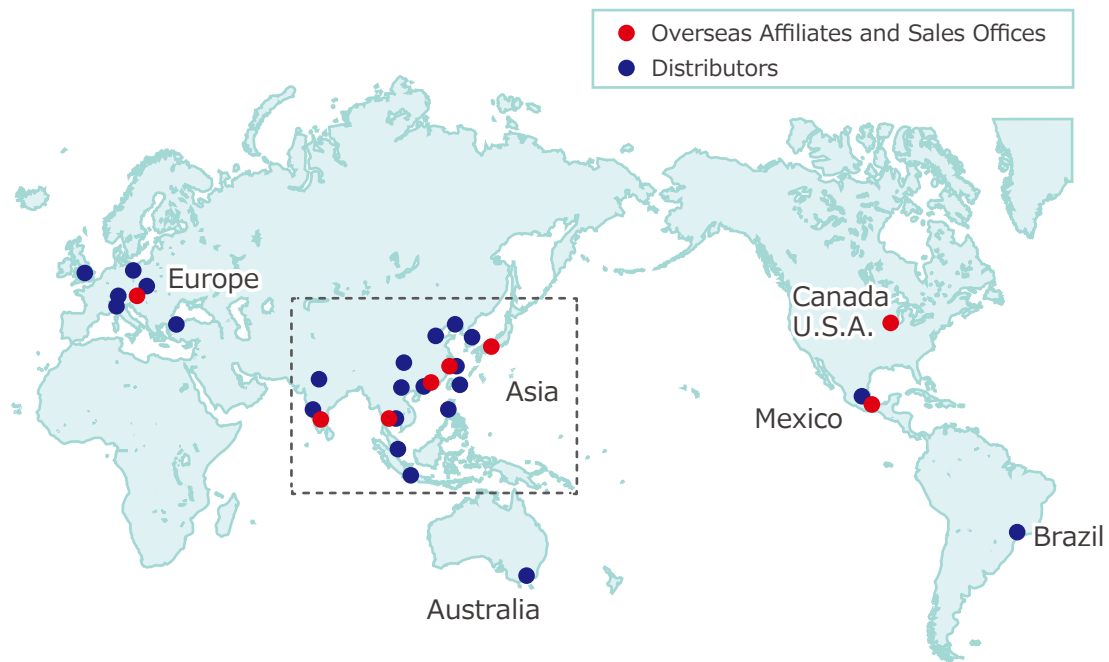 Overseas Affiliates and Sales Offices
Distributors
Europe
Canada
U.S.A.
Asia
Mexico
Brazil
Australia